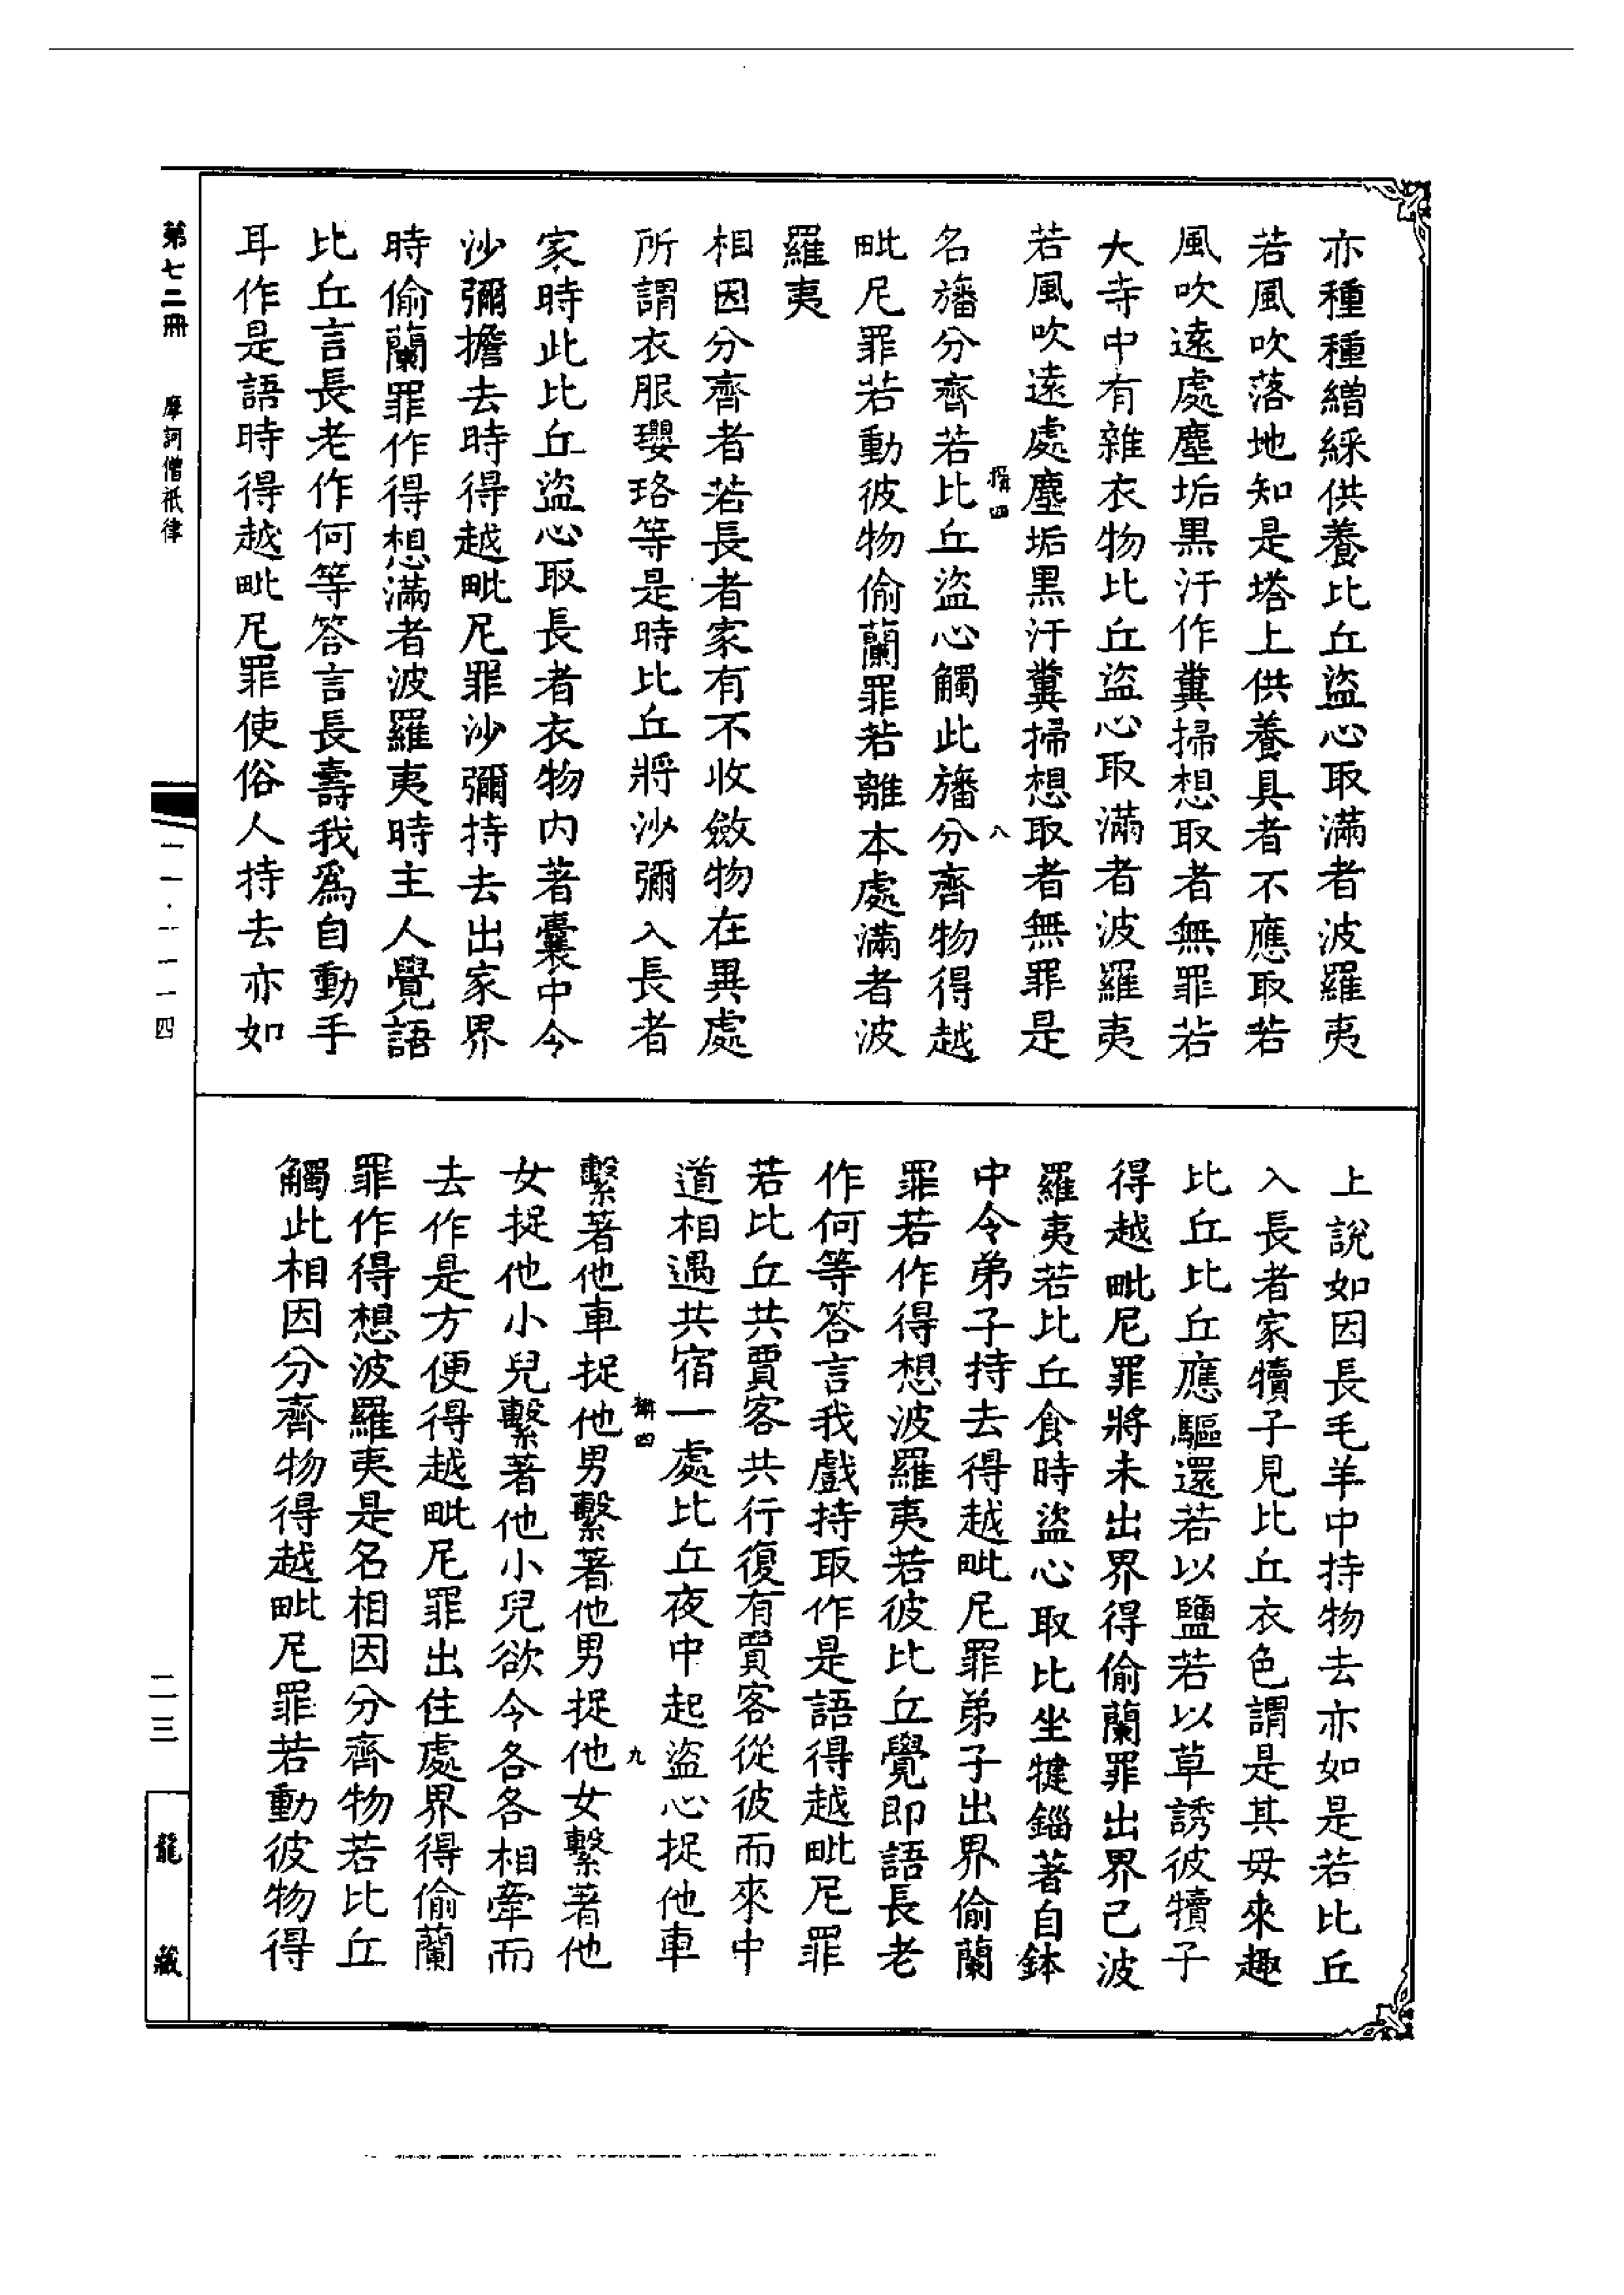 亦種種繒綵供養比丘盜心取滿者波羅夷
若風吹落地知是塔上供養具者不應取若
風吹遠處塵垢黑汙作糞掃想取者無罪若
大寺中有雜衣物比丘盜心取滿者波羅夷
若風吹遠處塵垢黑汙糞掃想取者無罪是
八
名旛分齊若比丘盜心觸此旛分齊物得越
毗尼罪若動彼物偷蘭罪若離本處滿者波
羅夷
相因分齊者若長者家有不收斂物在異處
所謂衣服瓔珞等是時比丘將沙彌入長者
家時此比丘盜心取長者衣物內著囊中令
沙彌擔去時得越毗尼罪沙彌持去出家界
時偷蘭罪作得想滿者波羅夷時主人覺語
比丘言長老作何等答言長壽我為自動手
耳作是語時得越毗尼罪使俗人持去亦如
上說如因長毛羊中持物去亦如是若比丘
入長者家犢子見比丘衣色謂是其母來趣
比丘比丘應驅還若以鹽若以草誘彼犢子
得越毗尼罪將未出界得偷蘭罪出界已波
羅夷若比丘食時盜心取比坐犍鎦著自鉢
中令弟子持去得越毗尼罪弟子出界偷蘭
罪若作得想波羅夷若彼比丘覺即語長老
作何等答言我戲持取作是語得越毗尼罪
若比丘共賈客共行復有賈客從彼而來中
道相遇共宿一處比丘夜中起盜心捉他車
九
繫著他車捉他男繫著他男捉他女繫著他
女捉他小兒繫著他小兒欲令各各相牽而
去作是方便得越毗尼罪出住處界得偷蘭
罪作得想波羅夷是名相因分齊物若比丘
觸此相因分齊物得越毗尼罪若動彼物得
第七二冊 摩訶僧祇律
一一·一一一四
二三
龍藏